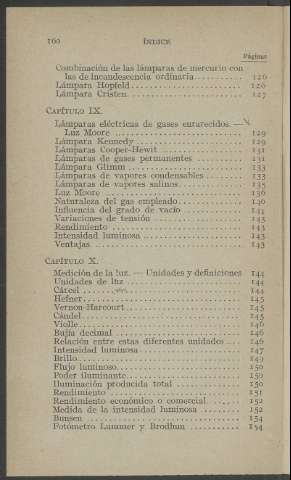 160 ÍNDICE
Páginas
Combinación de las lámparas de mercurio con
las de incandescencia ordinaria........... 126
Lámpara Hopfeld........................ 126
Lámpara Cristen ........................ 127
CAPÍTULO IX.
Lámparas eléctricas de gases enrarecidos. —
Luz Moore ........................... 129
Lámpara Kennedy ....................... 129
Lámparas Cooper-Hewit .................. 131
Lámparas de gases permanentes ........... 131
Lámpara Glimm ........................ 133
Lámparas de vapores condensables.......... 133
Lámparas de vapores salinos............... 135
Luz Moore ............................ 136
Naturaleza del gas empleado............... 140
Influencia del grado de vacío .............. 141
Variaciones de tensión ................... 143
Rendimiento ........................... 143
Intensidad luminosa ..................... 143
Ventajas .............................. 143
CAPÍTULO X.
Medición de la luz. — Unidades y definiciones 144
Unidades de luz ........................ 144
Cárcel ................................ 144
Hefner................................ 145
Vernon-Harcourt........................ 145
Cándel................................ 145
Violle................................. 146
Bujía decimal .......................... 146
Relación entre estas diferentes unidades .... 146
Intensidad luminosa ..................... 147
Brillo................................. 149
Flujo luminoso.......................... 150
Poder iluminante........................ 150
Iluminación producida total ............... 150
Rendimiento ........................... 151
Rendimiento económico o comercial......... 152
Medida de la intensidad luminosa .......... 152
Bunsen ............................... 154
Fotómetro Lummer y Brodhun ............ 154